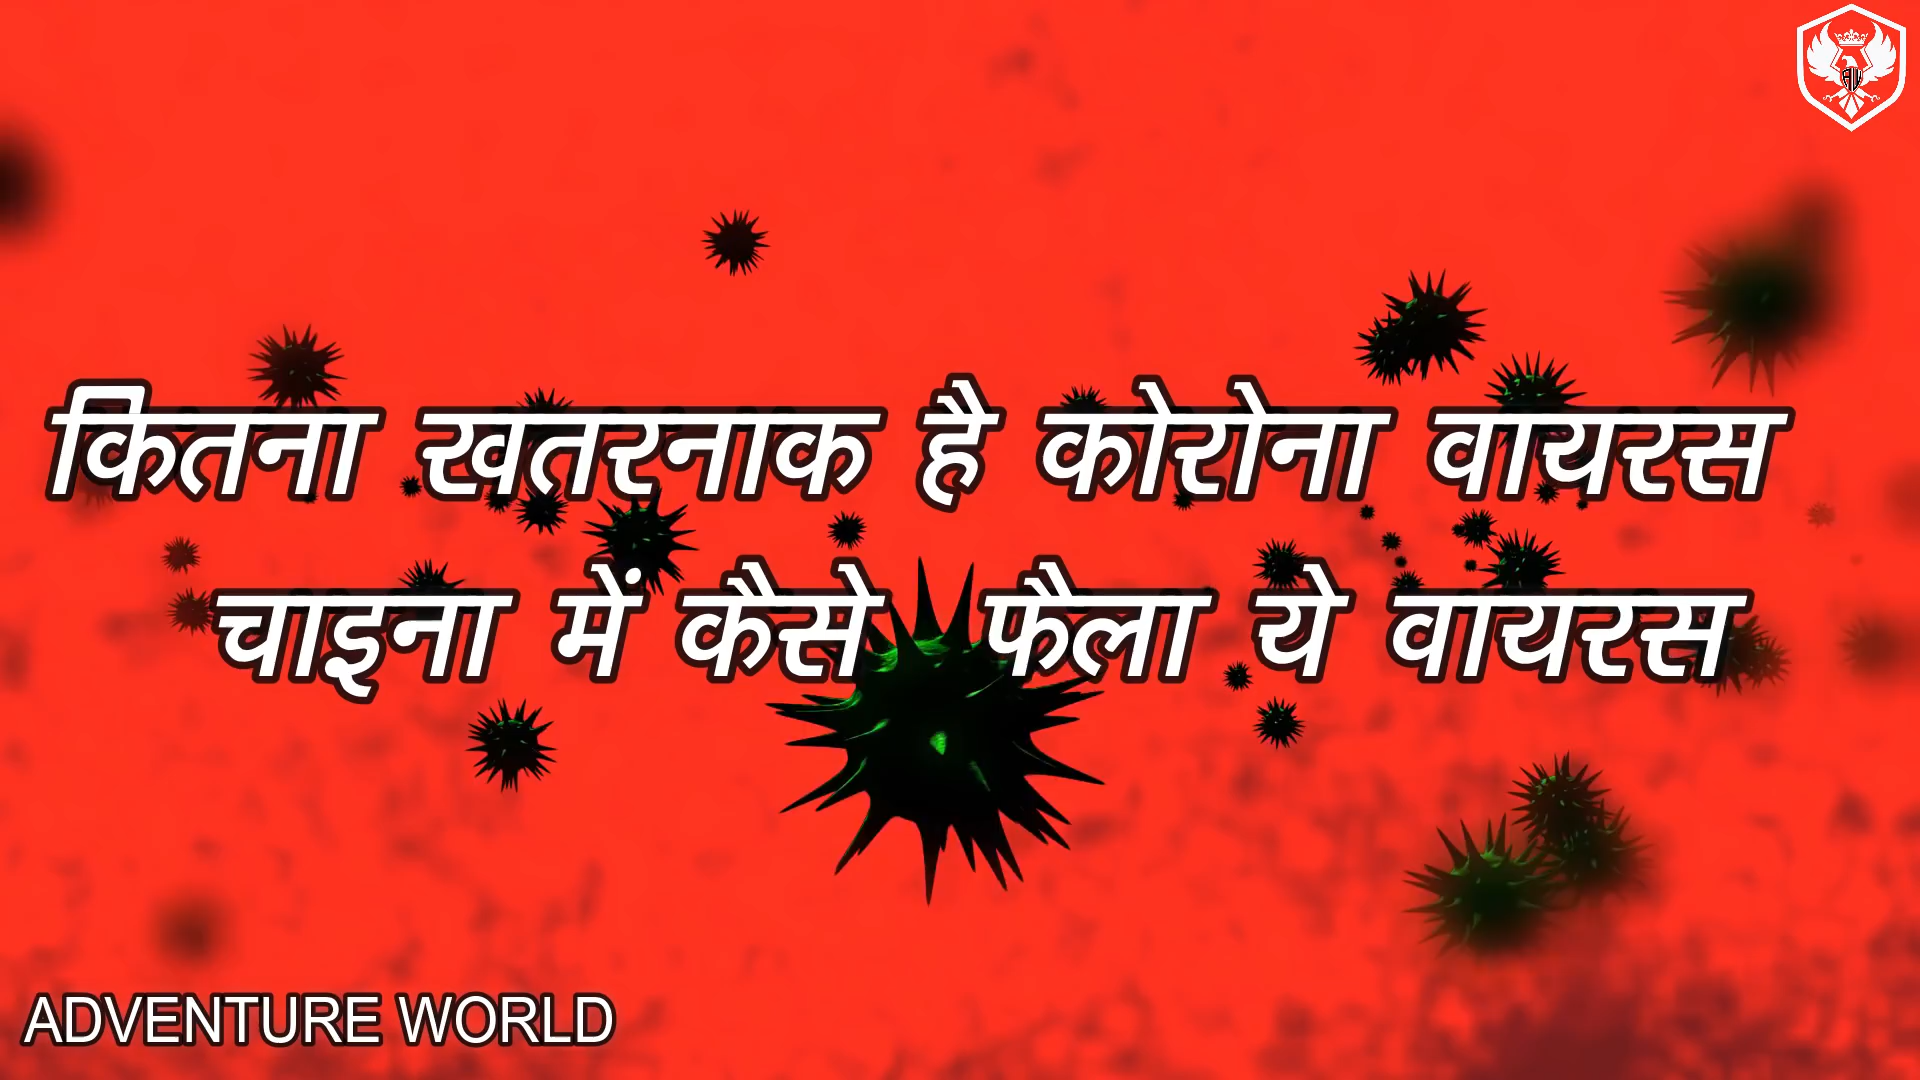 कितना खतरनाक है कोरोना वायरस
चाइना में कैसे फैला ये वायरस
ADVENTURE WORLD